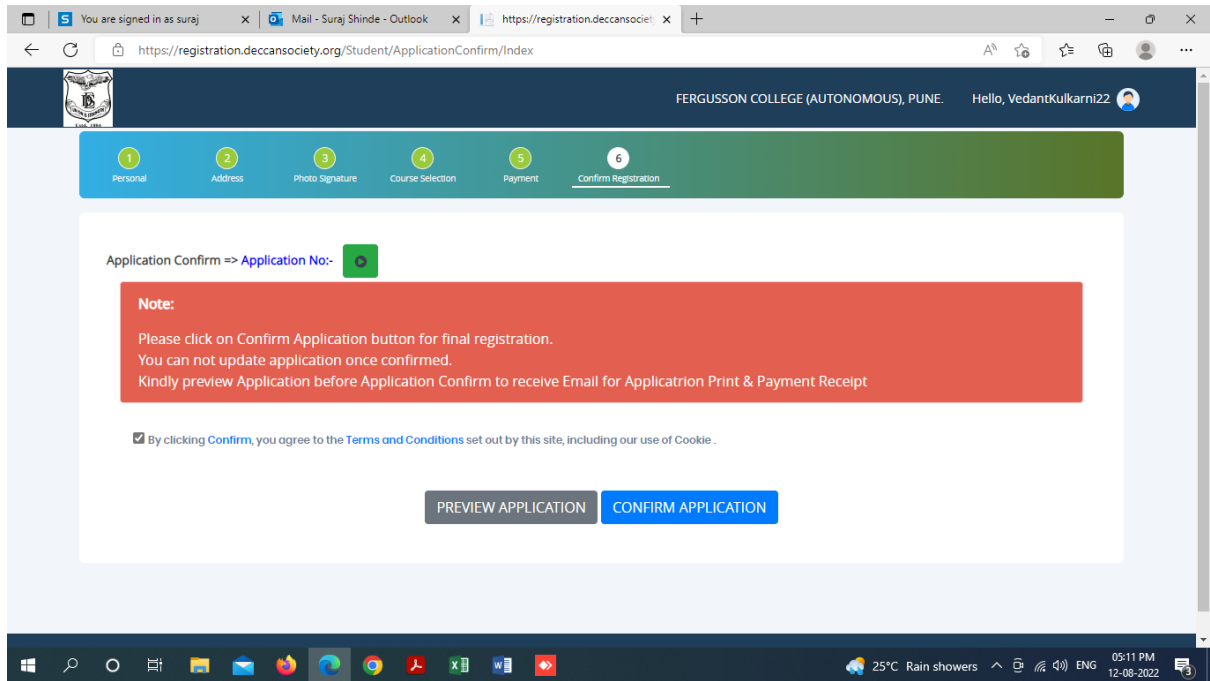 You are signed in as suraj
Mail - Suraj Shinde - Outlook
https://registration.deccansociet
https://registration.deccansociety.org/Student/ApplicationConfirm/Index
FERGUSSON COLLEGE (AUTONOMOUS), PUNE.
Hello, VedantKulkarni22
1
2
3
4
5
6
Personal
Address
Photo Signature
Course Selection
Payment
Confirm Registration
Application Confirm => Application No:-
Note:
Please click on Confirm Application button for final registration.
You can not update application once confirmed.
Kindly preview Application before Application Confirm to receive Email for Applicatrion Print & Payment Receipt
By clicking Confirm, you agree to the Terms and Conditions set out by this site, including our use of Cookie .
PREVIEW APPLICATION
CONFIRM APPLICATION
25°C Rain showers
ENG
05:11 PM
12-08-2022
3